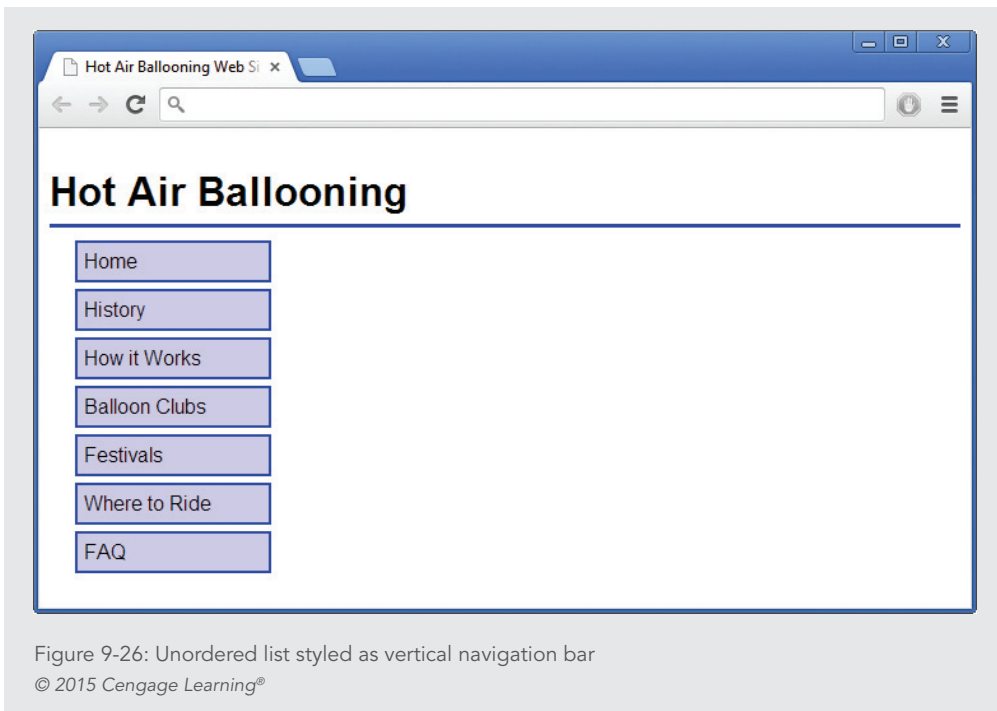 Hot Air Ballooning Web Si
Hot Air Ballooning
Home
History
How it Works
Balloon Clubs
Festivals
Where to Ride
FAQ
Figure 9-26: Unordered list styled as vertical navigation bar
© 2015 Cengage Learning®